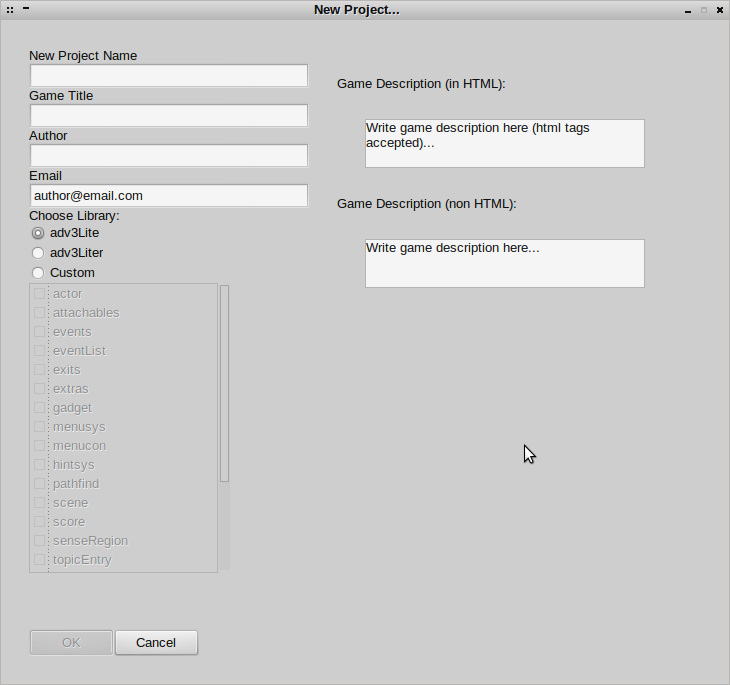 New Project...
New Project Name
Game Title
Author
Email
author@email.com
Choose Library:
adv3Lite
adv3Liter
Custom
actor
attachables
events
eventList
exits
extras
gadget
menusys
menucon
hintsys
pathfind
scene
score
senseRegion
topicEntry
OK
Cancel
Game Description (in HTML):
Write game description here (html tags
accepted)...
Game Description (non HTML):
Write game description here...